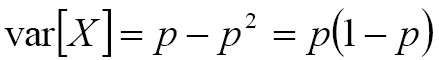 var[X] = p − p² = p(1 − p)